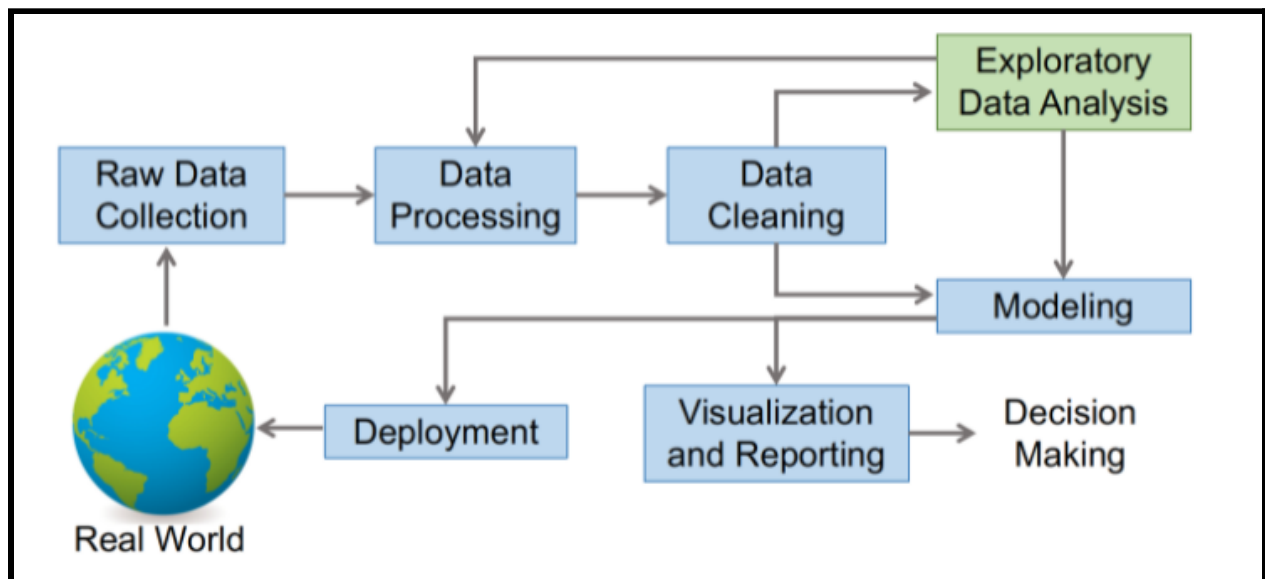 Exploratory
Data Analysis
Raw Data
Collection
Data
Processing
Data
Cleaning
Modeling
Deployment
Visualization
and Reporting
Decision
Making
Real World